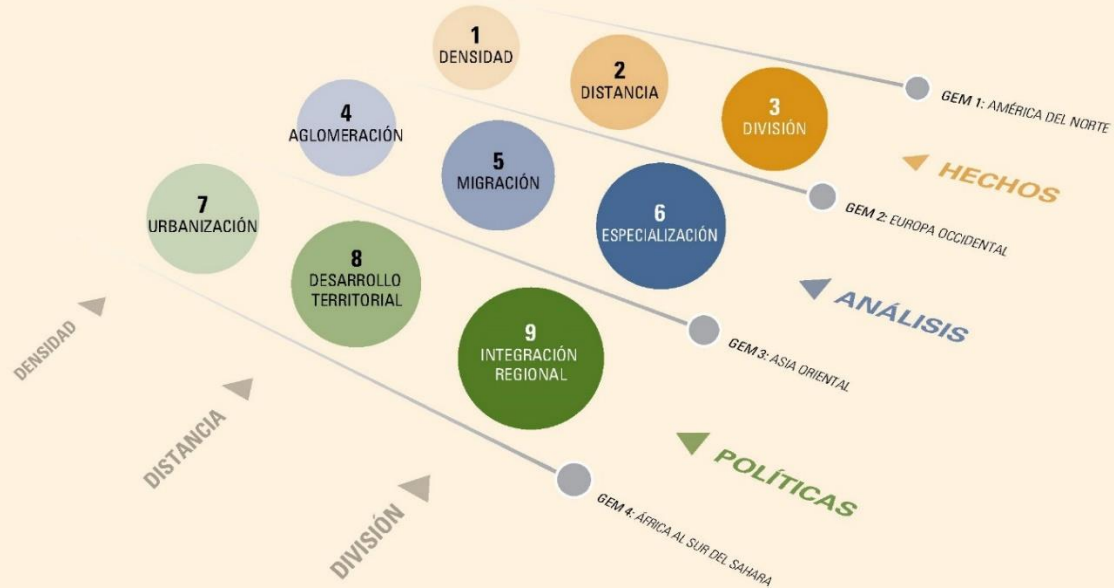 1
DENSIDAD
2
DISTANCIA
3
DIVISIÓN
GEM 1: AMÉRICA DEL NORTE
HECHOS
4
AGLOMERACIÓN
5
MIGRACIÓN
6
ESPECIALIZACIÓN
GEM 2: EUROPA OCCIDENTAL
ANÁLISIS
7
URBANIZACIÓN
8
DESARROLLO
TERRITORIAL
9
INTEGRACIÓN
REGIONAL
GEM 3: ASIA ORIENTAL
POLÍTICAS
GEM 4: ÁFRICA AL SUR DEL SAHARA
DENSIDAD
DISTANCIA
DIVISIÓN